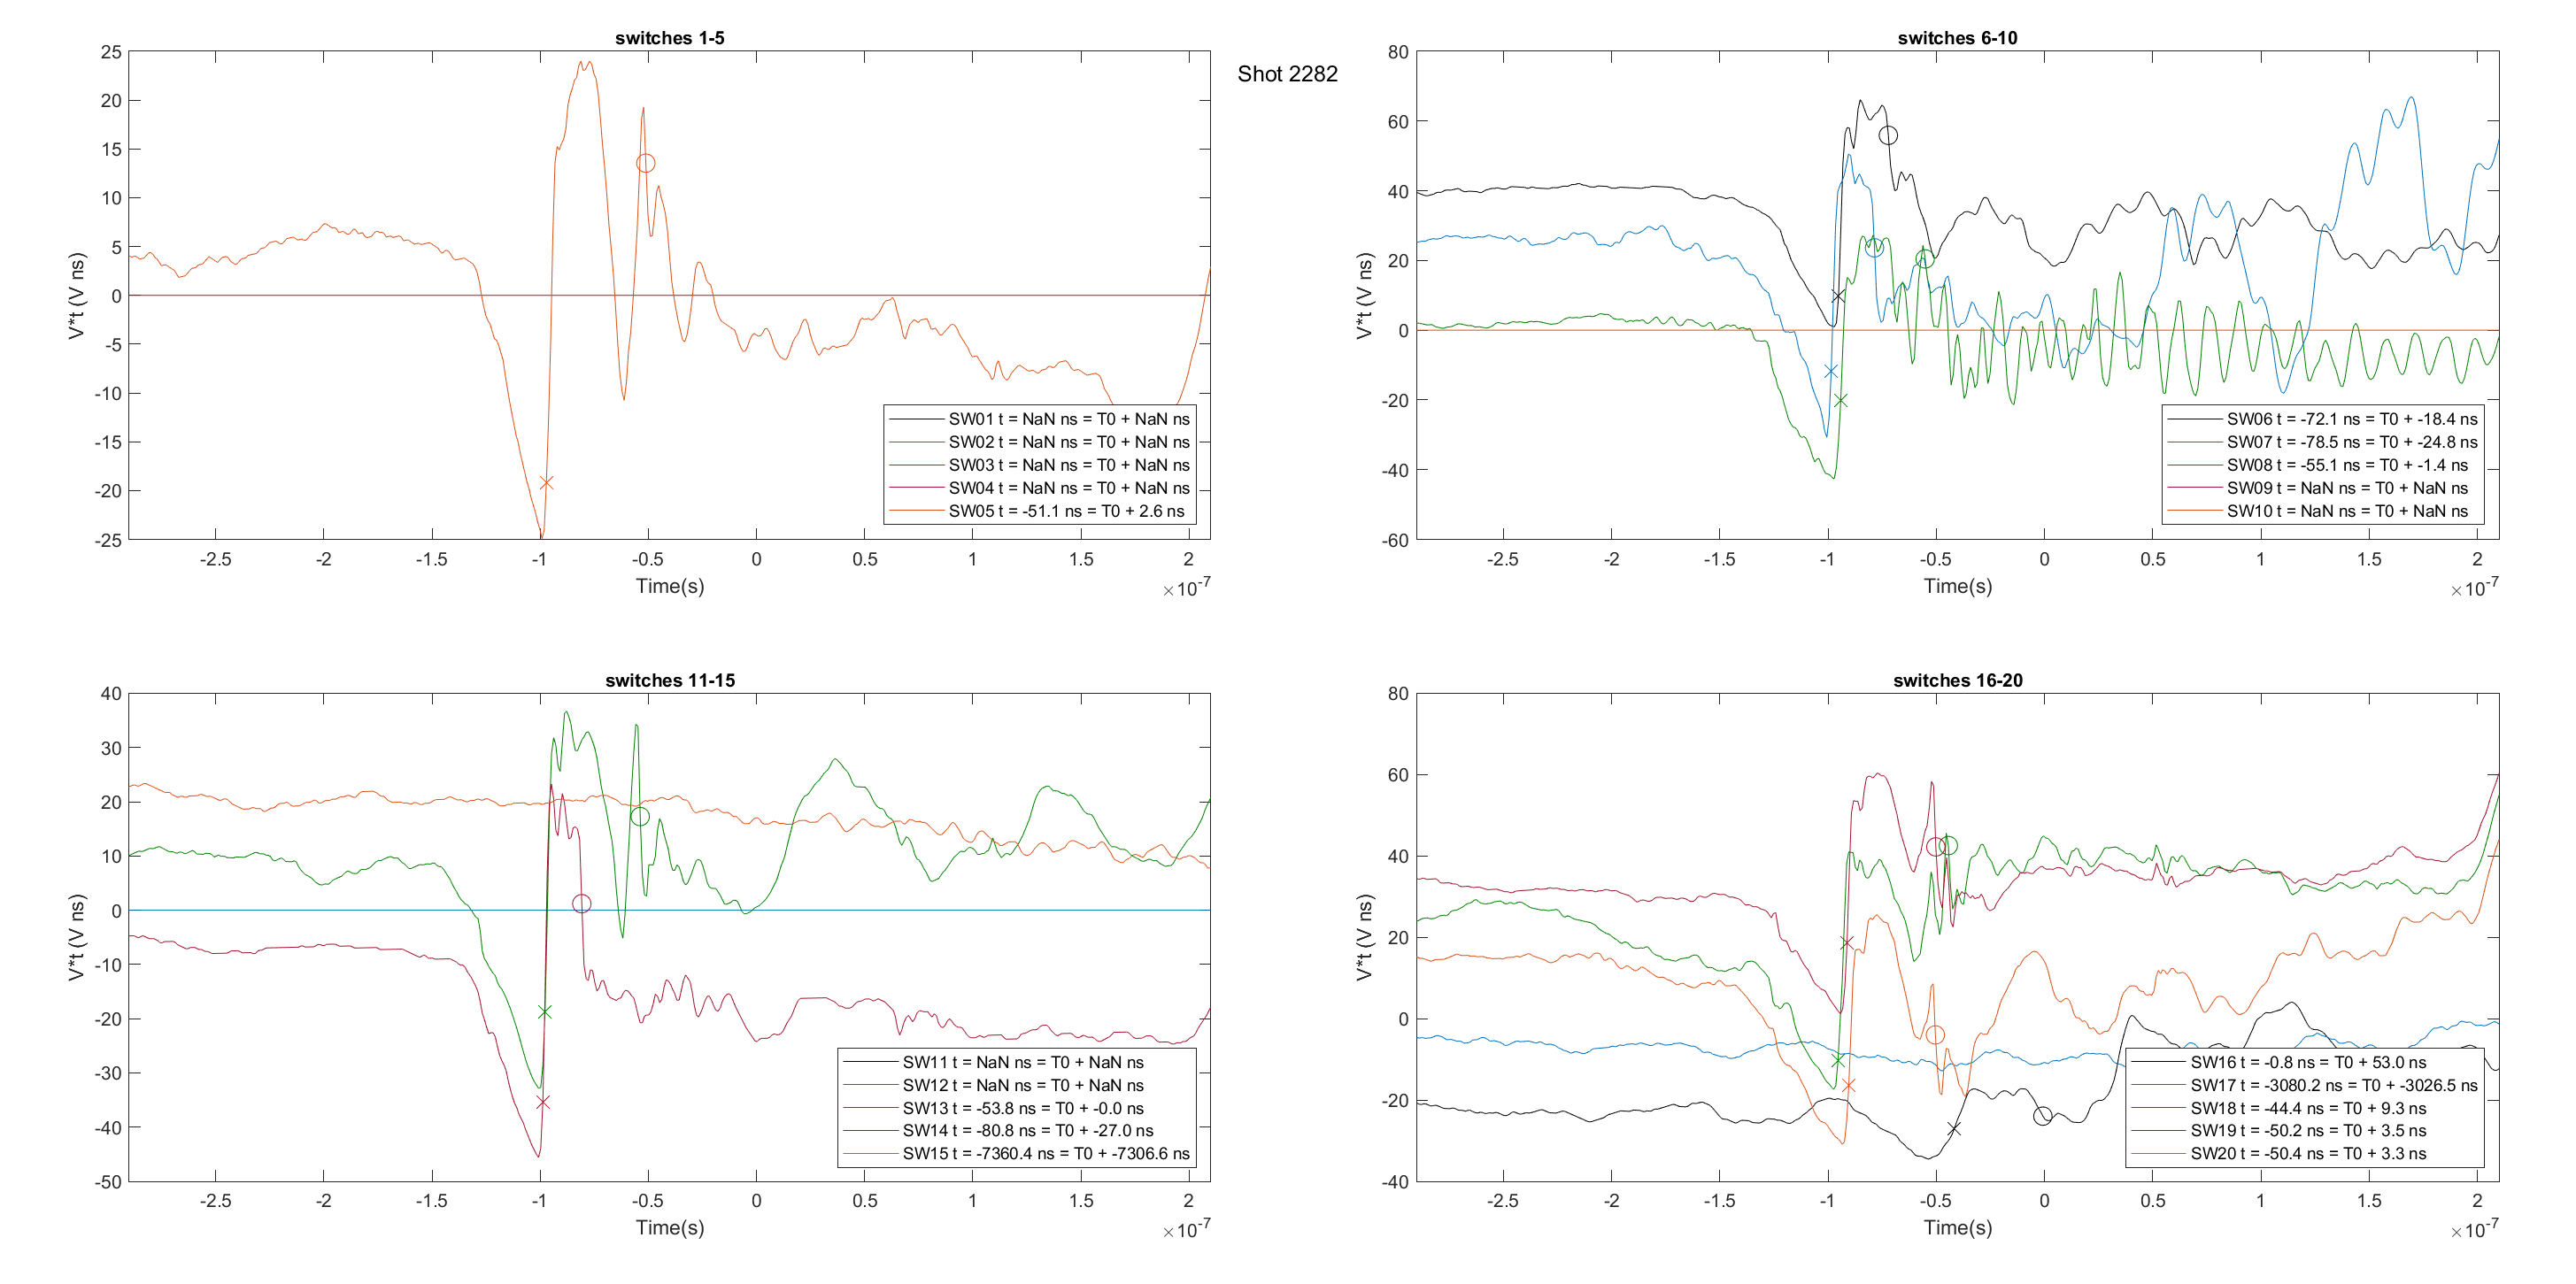 Shot 2282
switches 1-5
25
20
15
10
5
0
-5
-10
-15
-20
-25
V*t (V ns)
-2.5 -2 -1.5 -1 -0.5 0 0.5 1 1.5 2
Time(s)
×10-7
SW01 t = NaN ns = T0 + NaN ns
SW02 t = NaN ns = T0 + NaN ns
SW03 t = NaN ns = T0 + NaN ns
SW04 t = NaN ns = T0 + NaN ns
SW05 t = -51.1 ns = T0 + 2.6 ns
switches 6-10
80
60
40
20
0
-20
-40
-60
V*t (V ns)
-2.5 -2 -1.5 -1 -0.5 0 0.5 1 1.5 2
Time(s)
×10-7
SW06 t = -72.1 ns = T0 + -18.4 ns
SW07 t = -78.5 ns = T0 + -24.8 ns
SW08 t = -55.1 ns = T0 + -1.4 ns
SW09 t = NaN ns = T0 + NaN ns
SW10 t = NaN ns = T0 + NaN ns
switches 11-15
40
30
20
10
0
-10
-20
-30
-40
-50
V*t (V ns)
-2.5 -2 -1.5 -1 -0.5 0 0.5 1 1.5 2
Time(s)
×10-7
SW11 t = NaN ns = T0 + NaN ns
SW12 t = NaN ns = T0 + NaN ns
SW13 t = -53.8 ns = T0 + -0.0 ns
SW14 t = -80.8 ns = T0 + -27.0 ns
SW15 t = -7360.4 ns = T0 + -7306.6 ns
switches 16-20
80
60
40
20
0
-20
-40
V*t (V ns)
-2.5 -2 -1.5 -1 -0.5 0 0.5 1 1.5 2
Time(s)
×10-7
SW16 t = -0.8 ns = T0 + 53.0 ns
SW17 t = -3080.2 ns = T0 + -3026.5 ns
SW18 t = -44.4 ns = T0 + 9.3 ns
SW19 t = -50.2 ns = T0 + 3.5 ns
SW20 t = -50.4 ns = T0 + 3.3 ns